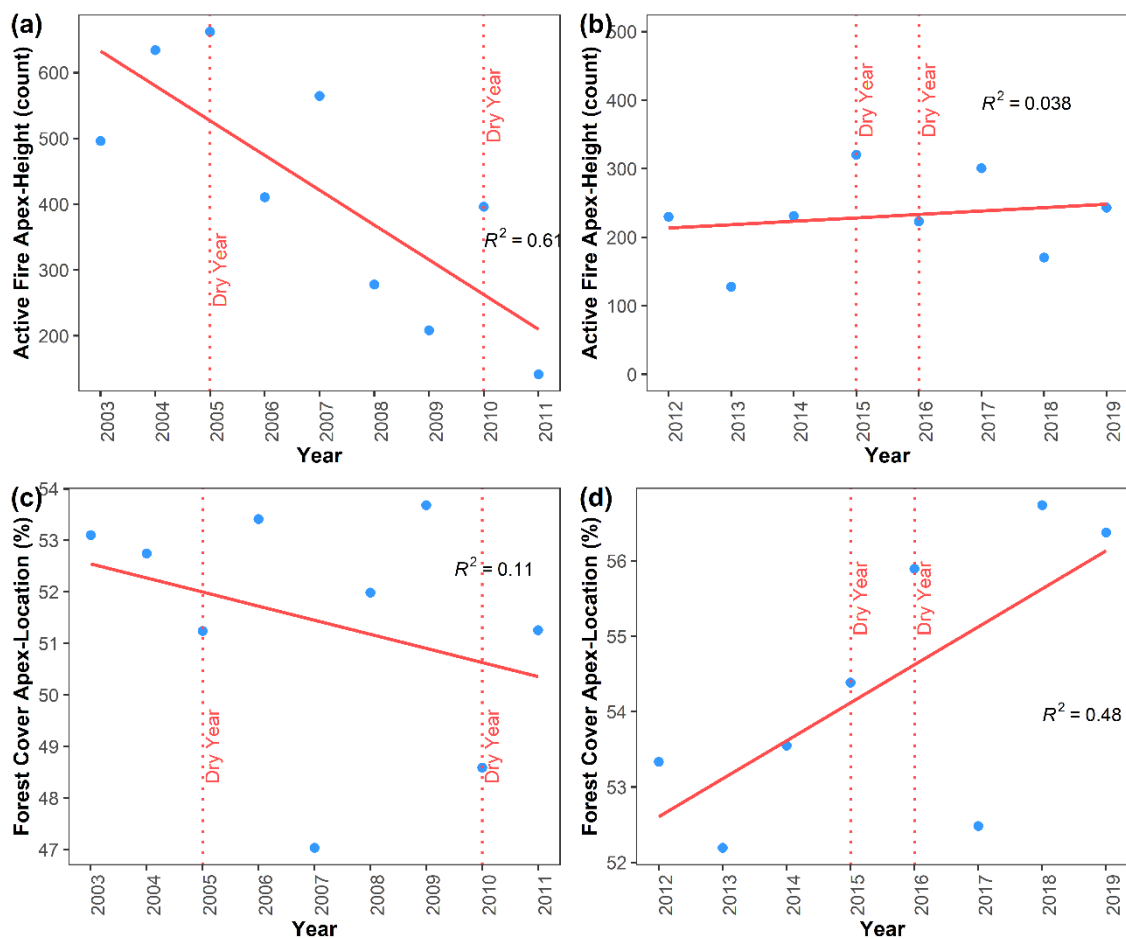 (a)
Active Fire Apex-Height (count)
600
500
400
300
200
Dry Year
Dry Year
R² = 0.61
2003
2004
2005
2006
2007
2008
2009
2010
2011
Year
(b)
Active Fire Apex-Height (count)
500
400
300
200
100
0
Dry Year
Dry Year
R² = 0.038
2012
2013
2014
2015
2016
2017
2018
2019
Year
(c)
Forest Cover Apex-Location (%)
54
53
52
51
50
49
48
47
Dry Year
Dry Year
R² = 0.11
2003
2004
2005
2006
2007
2008
2009
2010
2011
Year
(d)
Forest Cover Apex-Location (%)
56
55
54
53
52
Dry Year
Dry Year
R² = 0.48
2012
2013
2014
2015
2016
2017
2018
2019
Year